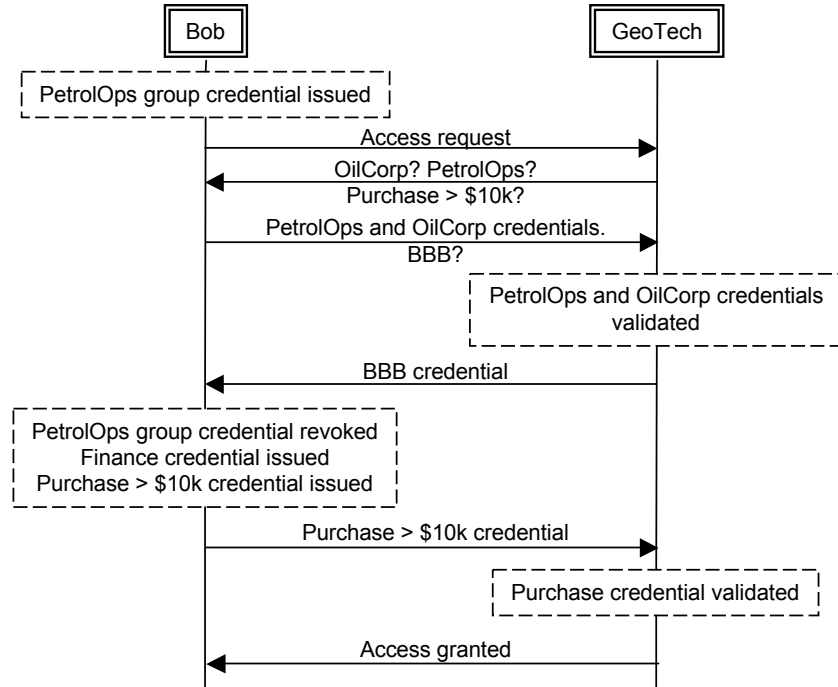 Bob
GeoTech
PetrolOps group credential issued
Access request
OilCorp? PetrolOps?
Purchase > $10k?
PetrolOps and OilCorp credentials.
BBB?
PetrolOps and OilCorp credentials
validated
BBB credential
PetrolOps group credential revoked
Finance credential issued
Purchase > $10k credential issued
Purchase > $10k credential
Purchase credential validated
Access granted